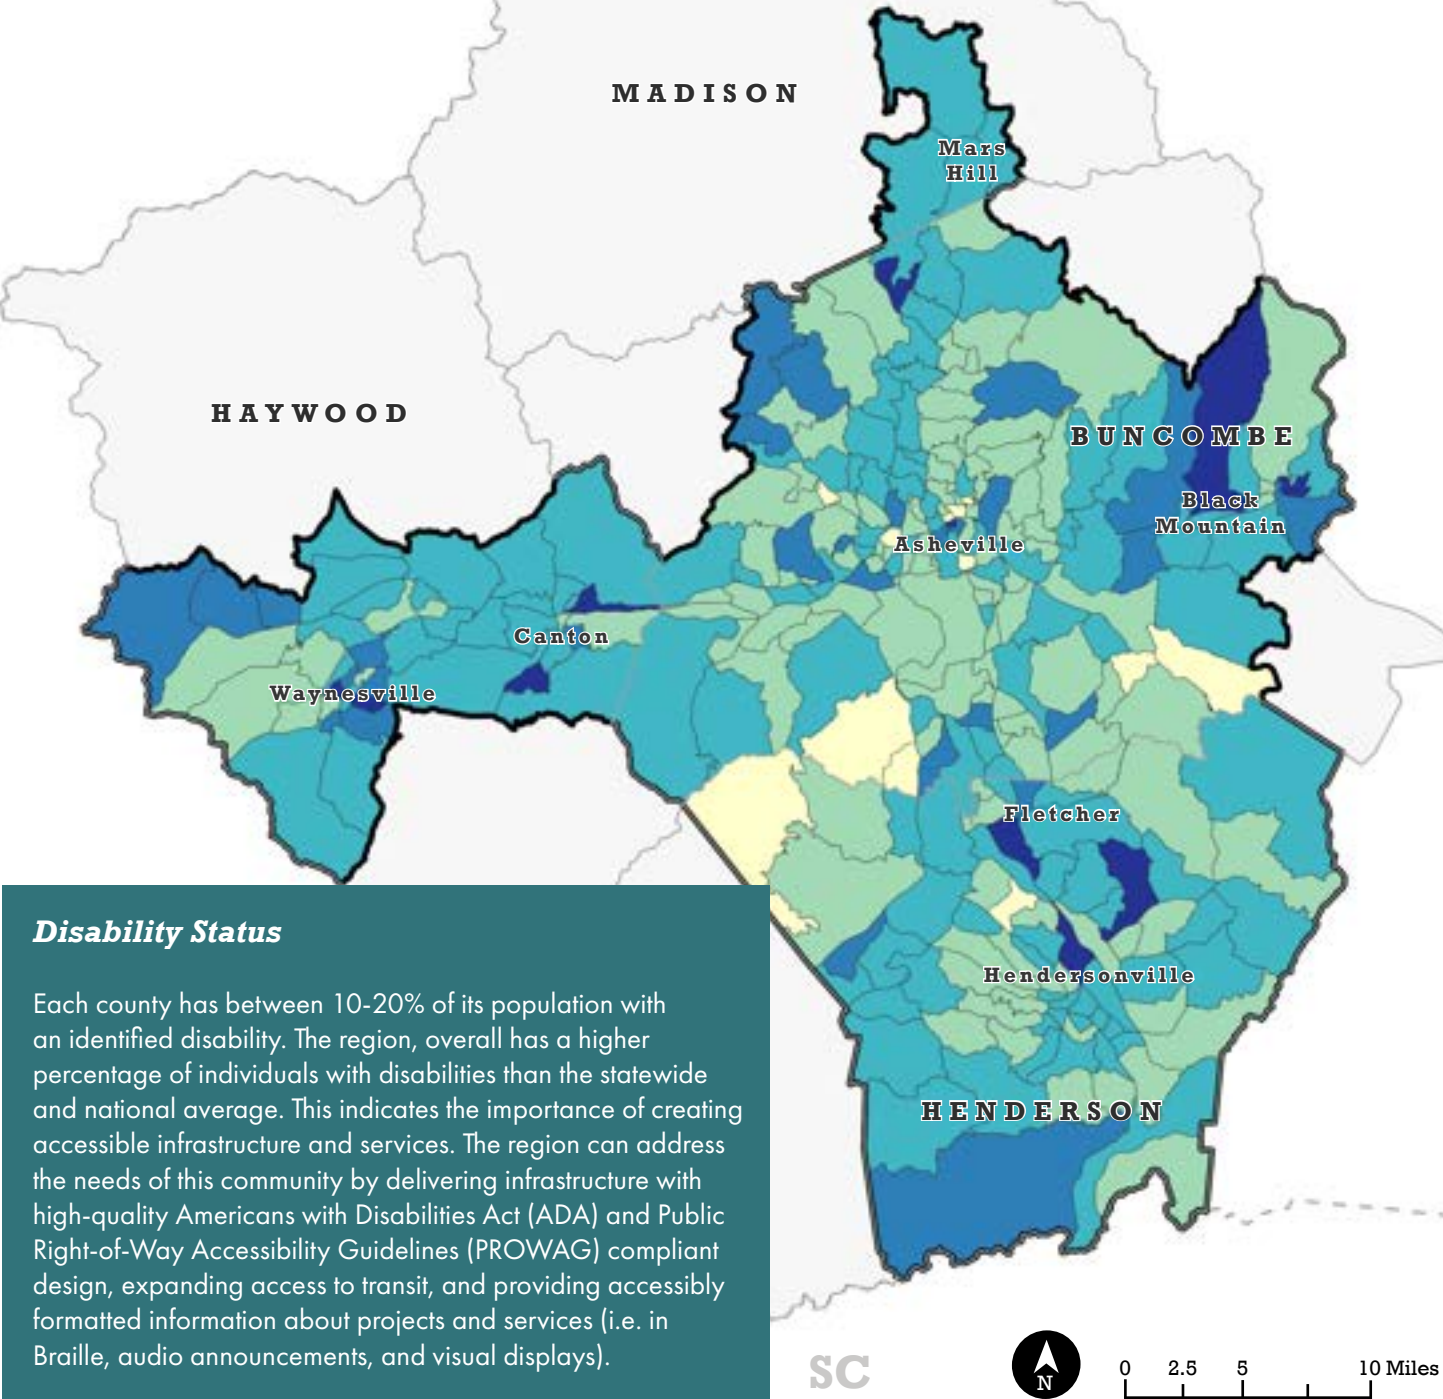 MADISON
Mars
Hill
HAYWOOD
BUNCOMBE
Black
Mountain
Asheville
Canton
Waynesville
Fletcher
Hendersonville
HENDERSON
Disability Status
Each county has between 10-20% of its population with
an identified disability. The region, overall has a higher
percentage of individuals with disabilities than the statewide
and national average. This indicates the importance of creating
accessible infrastructure and services. The region can address
the needs of this community by delivering infrastructure with
high-quality Americans with Disabilities Act (ADA) and Public
Right-of-Way Accessibility Guidelines (PROWAG) compliant
design, expanding access to transit, and providing accessibly
formatted information about projects and services (i.e. in
Braille, audio announcements, and visual displays).
SC
N
0 2.5 5 10 Miles